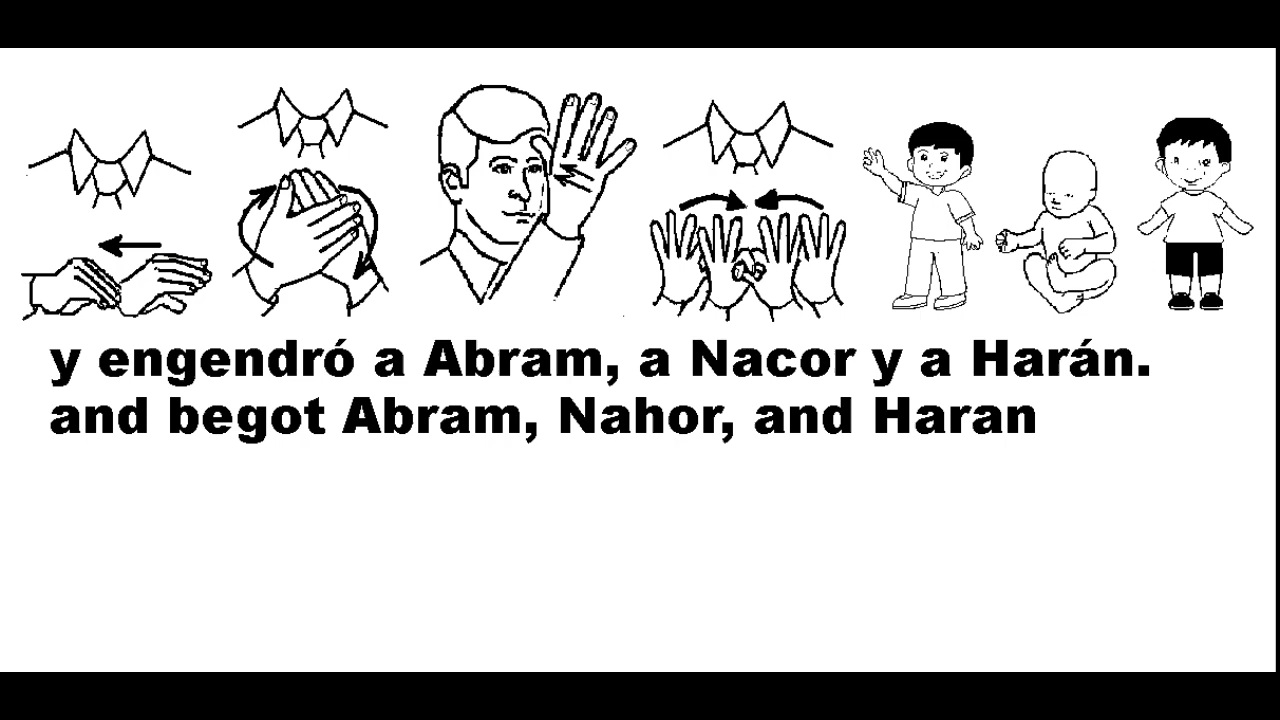 y engendró a Abram, a Nacor y a Harán.
and begot Abram, Nahor, and Haran